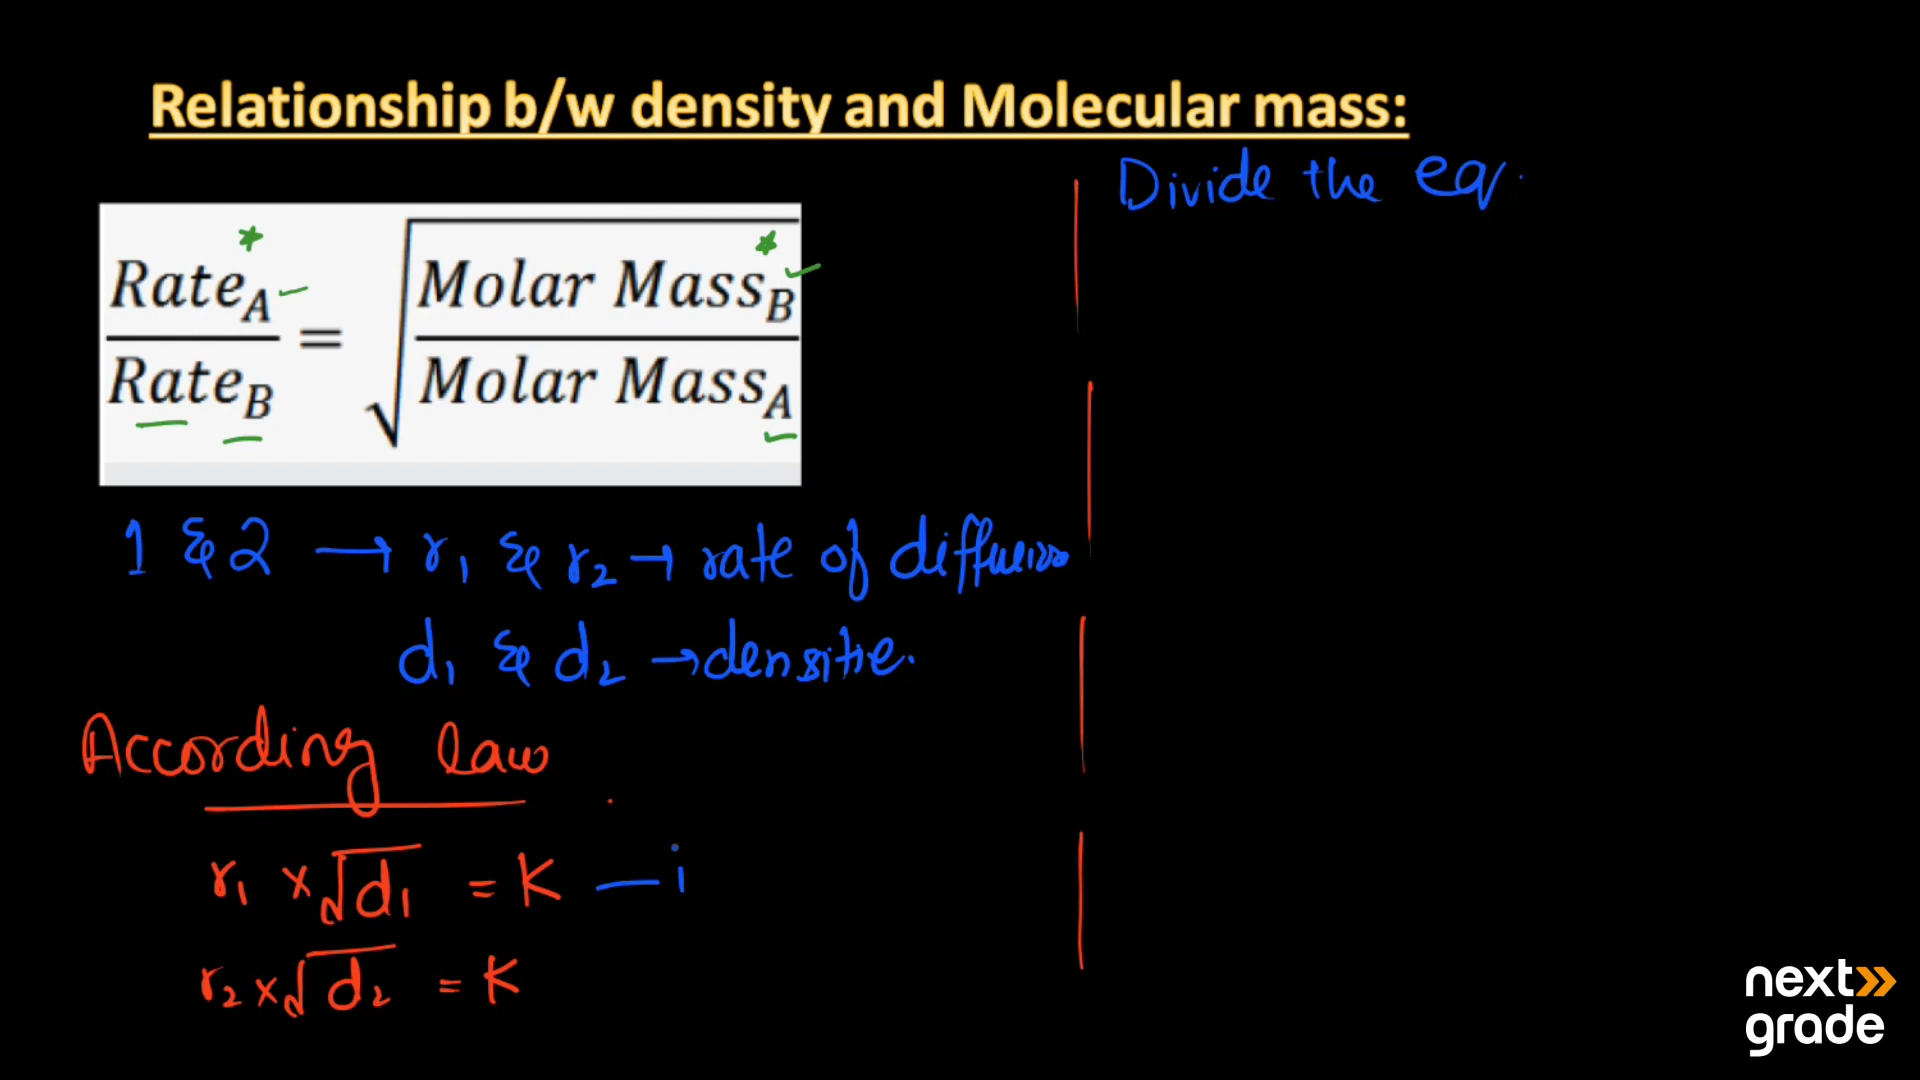 Relationship b/w density and Molecular mass:
Rate_A / Rate_B = √(Molar Mass_B / Molar Mass_A)
1 & 2 → r₁ & r₂ → rate of diffusion
d₁ & d₂ → densitie.
According law
r₁ × √d₁ = K — i
r₂ × √d₂ = K
Divide the eq.
next
grade